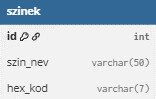 szinek
id int
szin_nev varchar(50)
hex_kod varchar(7)